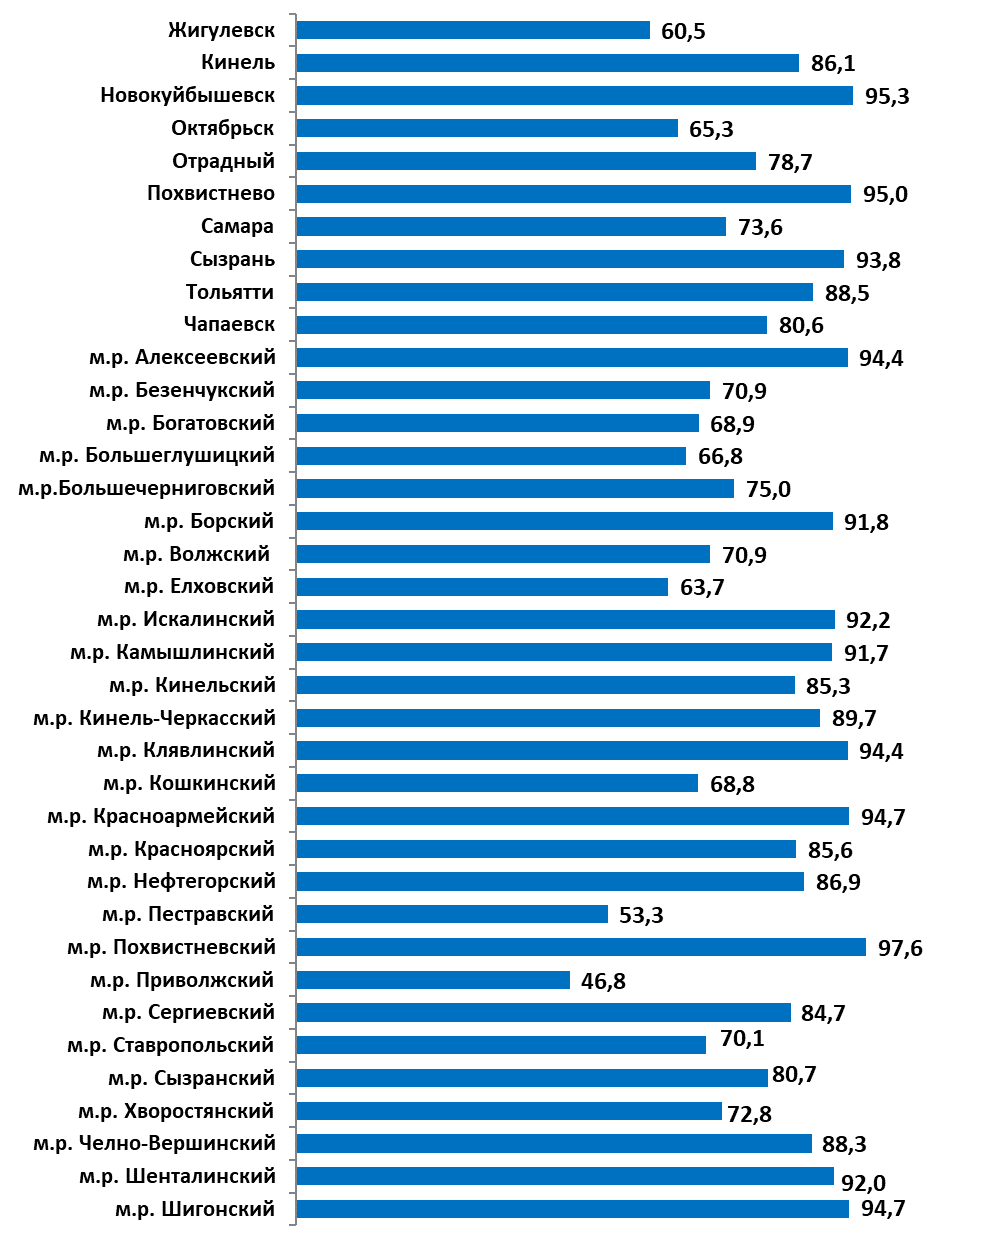 Жигулевск 60,5
Кинель 86,1
Новокуйбышевск 95,3
Октябрьск 65,3
Отрадный 78,7
Похвистнево 95,0
Самара 73,6
Сызрань 93,8
Тольятти 88,5
Чапаевск 80,6
м.р. Алексеевский 94,4
м.р. Безенчукский 70,9
м.р. Богатовский 68,9
м.р. Большеглушицкий 66,8
м.р.Большечерниговский 75,0
м.р. Борский 91,8
м.р. Волжский 70,9
м.р. Елховский 63,7
м.р. Искалинский 92,2
м.р. Камышлинский 91,7
м.р. Кинельский 85,3
м.р. Кинель-Черкасский 89,7
м.р. Клявлинский 94,4
м.р. Кошкинский 68,8
м.р. Красноармейский 94,7
м.р. Красноярский 85,6
м.р. Нефтегорский 86,9
м.р. Пестравский 53,3
м.р. Похвистневский 97,6
м.р. Приволжский 46,8
м.р. Сергиевский 84,7
м.р. Ставропольский 70,1
м.р. Сызранский 80,7
м.р. Хворостянский 72,8
м.р. Челно-Вершинский 88,3
м.р. Шенталинский 92,0
м.р. Шигонский 94,7